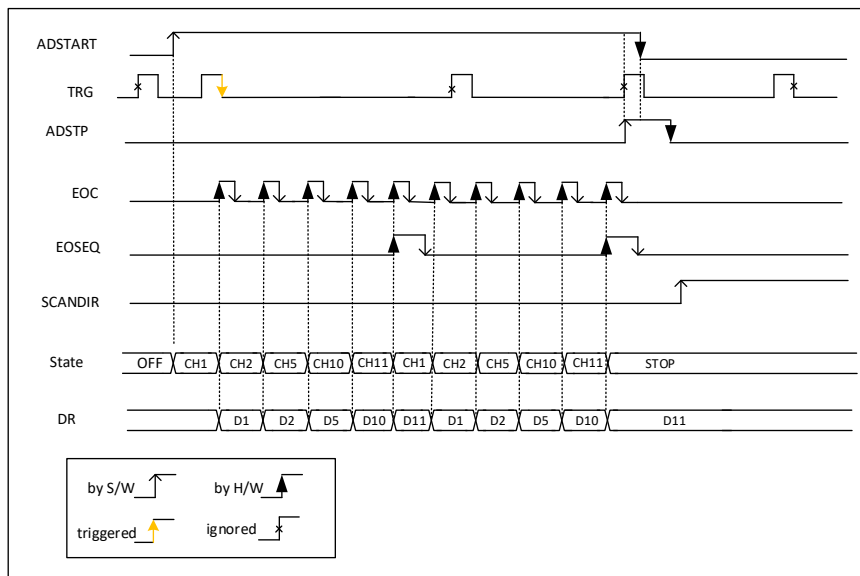 ADSTART
TRG
ADSTP
EOC
EOSEQ
SCANDIR
State OFF CH1 CH2 CH5 CH10 CH11 CH1 CH2 CH5 CH10 CH11 STOP
DR D1 D2 D5 D10 D11 D1 D2 D5 D10 D11
by S/W by H/W
triggered ignored